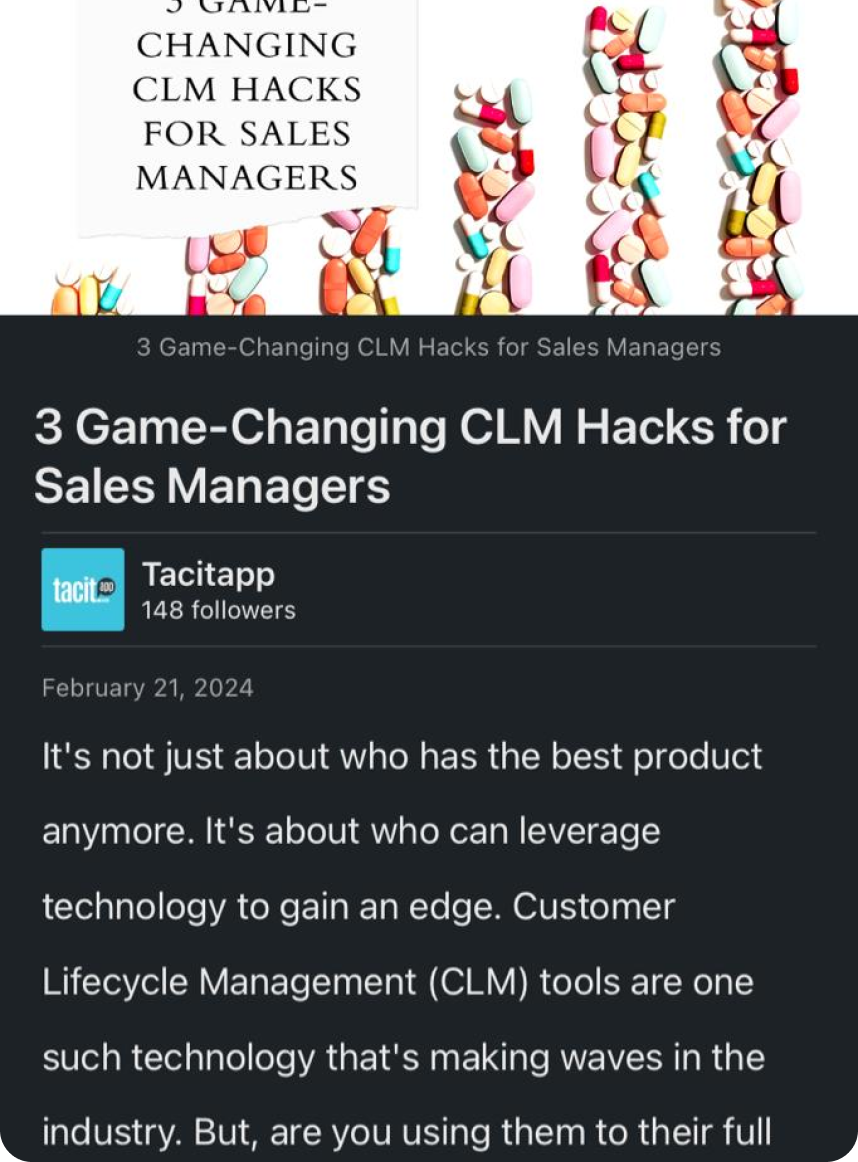 3 GAME-
CHANGING
CLM HACKS
FOR SALES
MANAGERS
3 Game-Changing CLM Hacks for Sales Managers
3 Game-Changing CLM Hacks for
Sales Managers
tacit app
Tacitapp
148 followers
February 21, 2024
It's not just about who has the best product
anymore. It's about who can leverage
technology to gain an edge. Customer
Lifecycle Management (CLM) tools are one
such technology that's making waves in the
industry. But, are you using them to their full